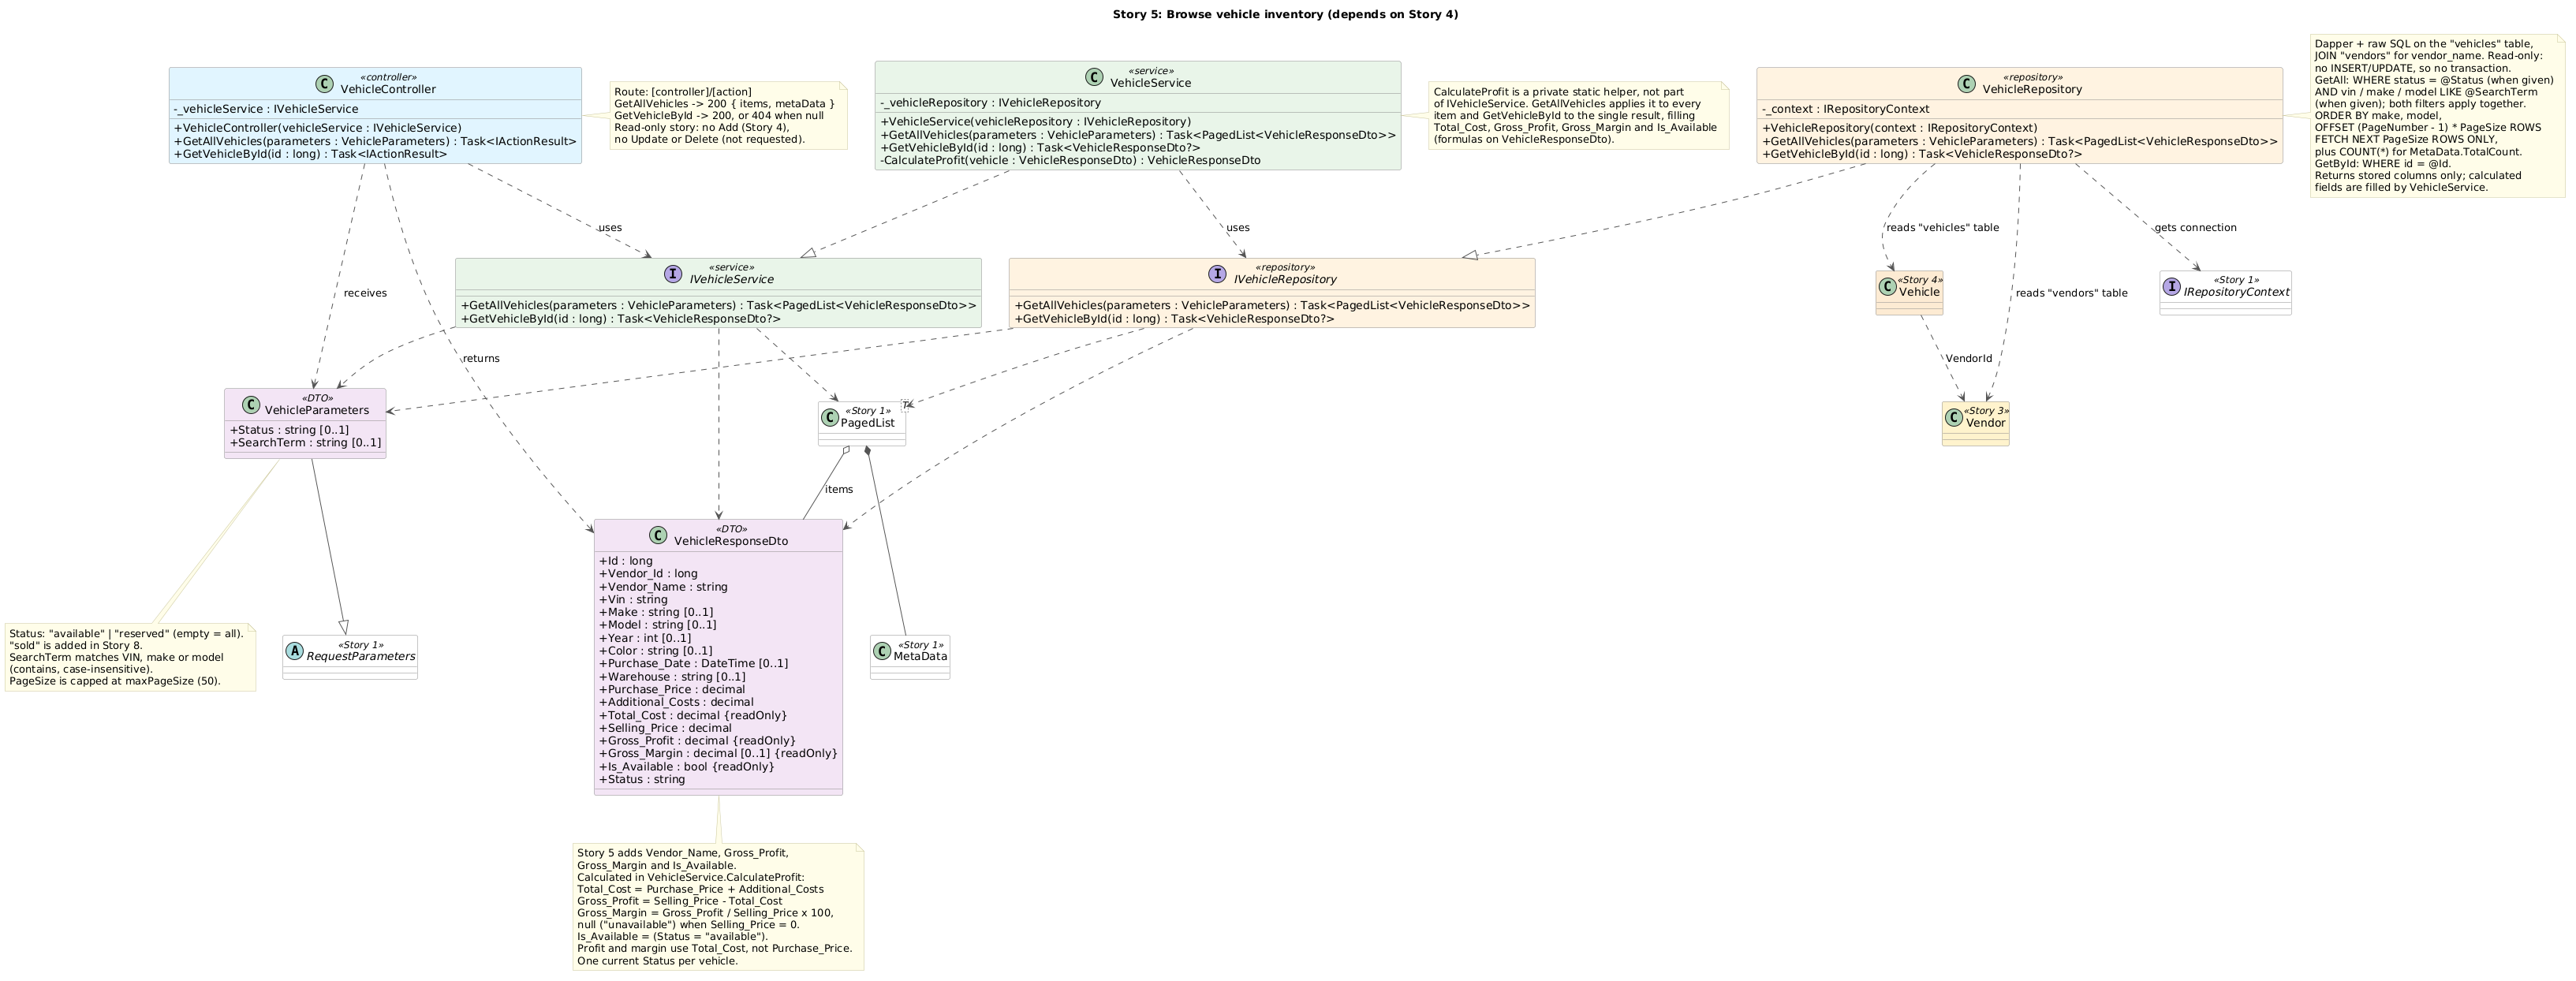 Story 5: Browse vehicle inventory (depends on Story 4)
«controller»
C
VehicleController
-_vehicleService : IVehicleService
+VehicleController(vehicleService : IVehicleService)
+GetAllVehicles(parameters : VehicleParameters) : Task<IActionResult>
+GetVehicleById(id : long) : Task<IActionResult>
Route: [controller]/[action]
GetAllVehicles -> 200 { items, metaData }
GetVehicleById -> 200, or 404 when null
Read-only story: no Add (Story 4),
no Update or Delete (not requested).
«service»
C
VehicleService
-_vehicleRepository : IVehicleRepository
+VehicleService(vehicleRepository : IVehicleRepository)
+GetAllVehicles(parameters : VehicleParameters) : Task<PagedList<VehicleResponseDto>>
+GetVehicleById(id : long) : Task<VehicleResponseDto?>
-CalculateProfit(vehicle : VehicleResponseDto) : VehicleResponseDto
CalculateProfit is a private static helper, not part
of IVehicleService. GetAllVehicles applies it to every
item and GetVehicleById to the single result, filling
Total_Cost, Gross_Profit, Gross_Margin and Is_Available
(formulas on VehicleResponseDto).
«repository»
C
VehicleRepository
-_context : IRepositoryContext
+VehicleRepository(context : IRepositoryContext)
+GetAllVehicles(parameters : VehicleParameters) : Task<PagedList<VehicleResponseDto>>
+GetVehicleById(id : long) : Task<VehicleResponseDto?>
Dapper + raw SQL on the "vehicles" table,
JOIN "vendors" for vendor_name. Read-only:
no INSERT/UPDATE, so no transaction.
GetAll: WHERE status = @Status (when given)
AND vin / make / model LIKE @SearchTerm
(when given); both filters apply together.
ORDER BY make, model,
OFFSET (PageNumber - 1) * PageSize ROWS
FETCH NEXT PageSize ROWS ONLY,
plus COUNT(*) for MetaData.TotalCount.
GetById: WHERE id = @Id.
Returns stored columns only; calculated
fields are filled by VehicleService.
uses
uses
reads "vehicles" table
gets connection
«service»
I
IVehicleService
+GetAllVehicles(parameters : VehicleParameters) : Task<PagedList<VehicleResponseDto>>
+GetVehicleById(id : long) : Task<VehicleResponseDto?>
«repository»
I
IVehicleRepository
+GetAllVehicles(parameters : VehicleParameters) : Task<PagedList<VehicleResponseDto>>
+GetVehicleById(id : long) : Task<VehicleResponseDto?>
«Story 4»
C
Vehicle
«Story 1»
I
IRepositoryContext
receives
reads "vendors" table
returns
VendorId
«DTO»
C
VehicleParameters
+Status : string [0..1]
+SearchTerm : string [0..1]
T
«Story 1»
C
PagedList
«Story 3»
C
Vendor
items
Status: "available" | "reserved" (empty = all).
"sold" is added in Story 8.
SearchTerm matches VIN, make or model
(contains, case-insensitive).
PageSize is capped at maxPageSize (50).
«Story 1»
A
RequestParameters
«DTO»
C
VehicleResponseDto
+Id : long
+Vendor_Id : long
+Vendor_Name : string
+Vin : string
+Make : string [0..1]
+Model : string [0..1]
+Year : int [0..1]
+Color : string [0..1]
+Purchase_Date : DateTime [0..1]
+Warehouse : string [0..1]
+Purchase_Price : decimal
+Additional_Costs : decimal
+Total_Cost : decimal {readOnly}
+Selling_Price : decimal
+Gross_Profit : decimal {readOnly}
+Gross_Margin : decimal [0..1] {readOnly}
+Is_Available : bool {readOnly}
+Status : string
«Story 1»
C
MetaData
Story 5 adds Vendor_Name, Gross_Profit,
Gross_Margin and Is_Available.
Calculated in VehicleService.CalculateProfit:
Total_Cost = Purchase_Price + Additional_Costs
Gross_Profit = Selling_Price - Total_Cost
Gross_Margin = Gross_Profit / Selling_Price x 100,
null ("unavailable") when Selling_Price = 0.
Is_Available = (Status = "available").
Profit and margin use Total_Cost, not Purchase_Price.
One current Status per vehicle.